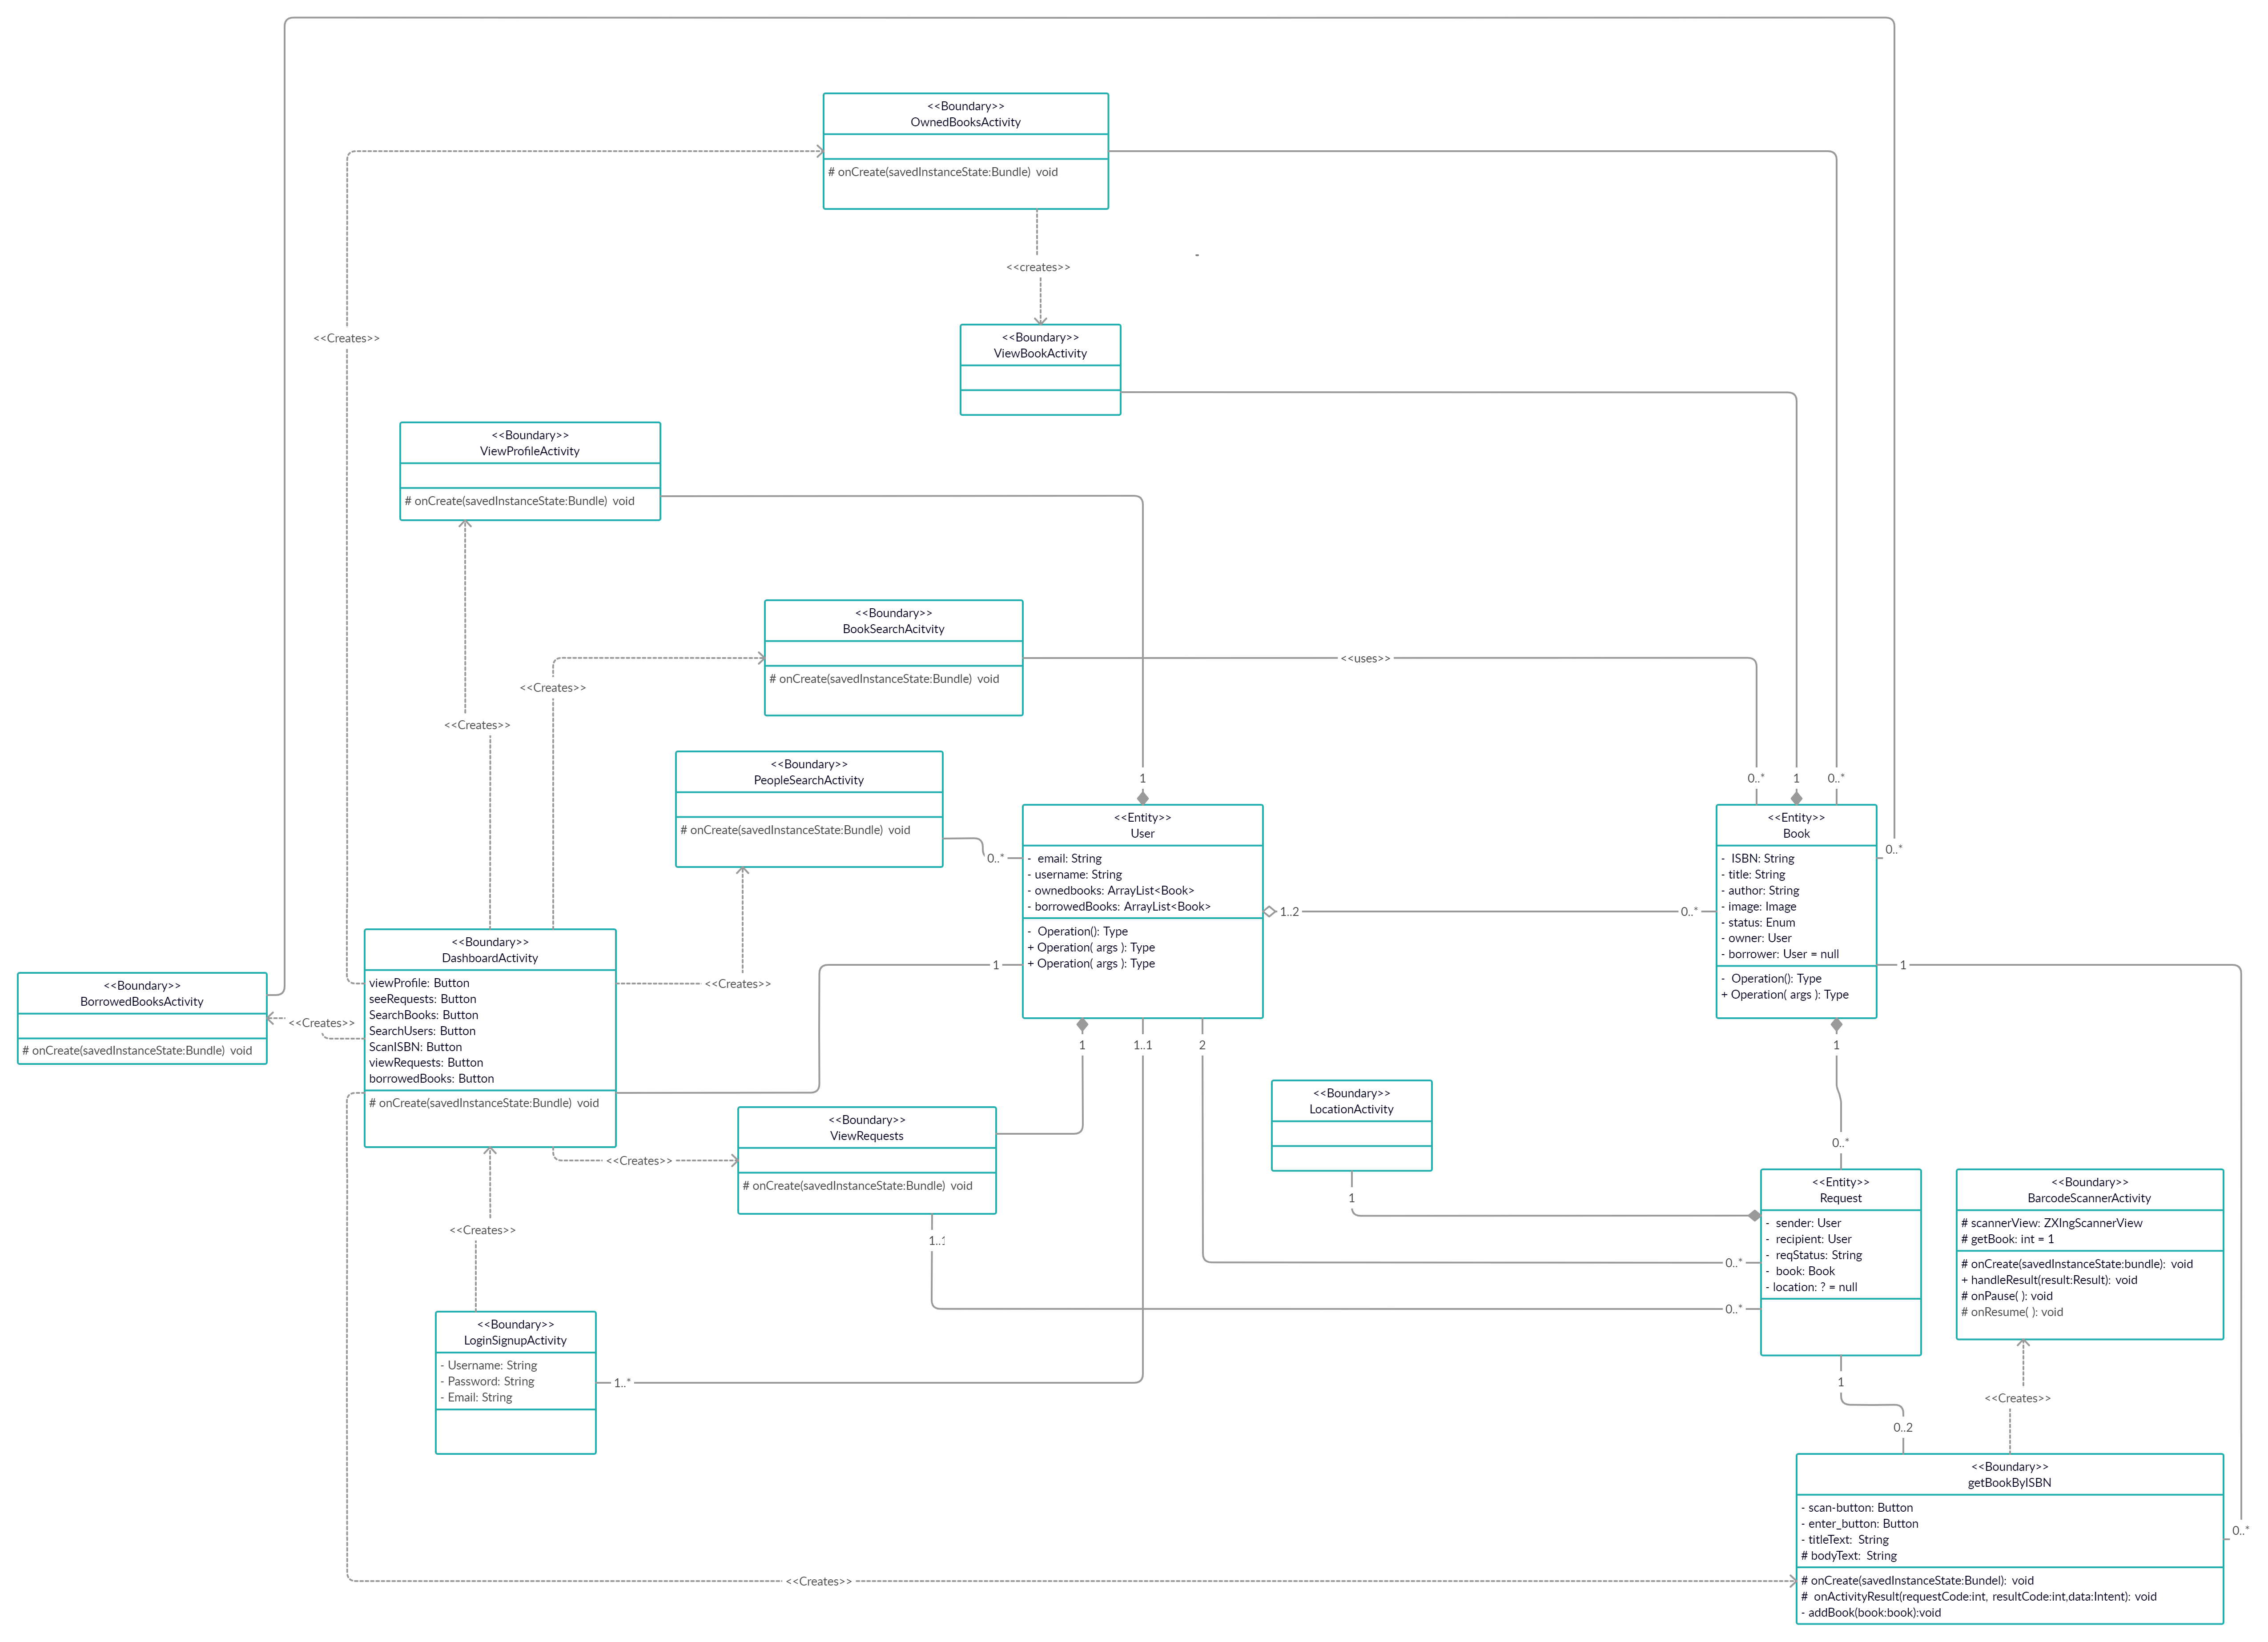 <<Boundary>>
OwnedBooksActivity
# onCreate(savedInstanceState:Bundle)  void
<<creates>>
-
<<Creates>>
<<Boundary>>
ViewBookActivity
<<Boundary>>
ViewProfileActivity
# onCreate(savedInstanceState:Bundle)  void
<<Boundary>>
BookSearchAcitvity
# onCreate(savedInstanceState:Bundle)  void
<<uses>>
<<Creates>>
<<Creates>>
<<Boundary>>
PeopleSearchActivity
# onCreate(savedInstanceState:Bundle)  void
1
0..*
1
0..*
0..*
0..*
<<Entity>>
User
-  email: String
- username: String
- ownedbooks: ArrayList<Book>
- borrowedBooks: ArrayList<Book>
-  Operation(): Type
+ Operation( args ): Type
+ Operation( args ): Type
1..2
0..*
<<Entity>>
Book
-  ISBN: String
- title: String
- author: String
- image: Image
- status: Enum
- owner: User
- borrower: User = null
-  Operation(): Type
+ Operation( args ): Type
1
1
<<Boundary>>
DashboardActivity
viewProfile: Button
seeRequests: Button
SearchBooks: Button
SearchUsers: Button
ScanISBN: Button
viewRequests: Button
borrowedBooks: Button
# onCreate(savedInstanceState:Bundle)  void
<<Creates>>
<<Boundary>>
BorrowedBooksActivity
# onCreate(savedInstanceState:Bundle)  void
<<Creates>>
1
1..1
2
1
<<Boundary>>
LocationActivity
1
<<Boundary>>
ViewRequests
# onCreate(savedInstanceState:Bundle)  void
<<Creates>>
1..1
0..*
<<Entity>>
Request
-  sender: User
-  recipient: User
-  reqStatus: String
-  book: Book
- location: ? = null
0..*
0..*
<<Boundary>>
BarcodeScannerActivity
# scannerView: ZXIngScannerView
# getBook: int = 1
# onCreate(savedInstanceState:bundle):  void
+ handleResult(result:Result):  void
# onPause( ): void
# onResume( ): void
<<Creates>>
<<Boundary>>
LoginSignupActivity
- Username: String
- Password: String
- Email: String
1..*
1
0..2
<<Creates>>
<<Boundary>>
getBookByISBN
- scan-button: Button
- enter_button: Button
- titleText:  String
# bodyText:  String
# onCreate(savedInstanceState:Bundel):  void
#  onActivityResult(requestCode:int,  resultCode:int,data:Intent):  void
- addBook(book:book):void
0..*
<<Creates>>